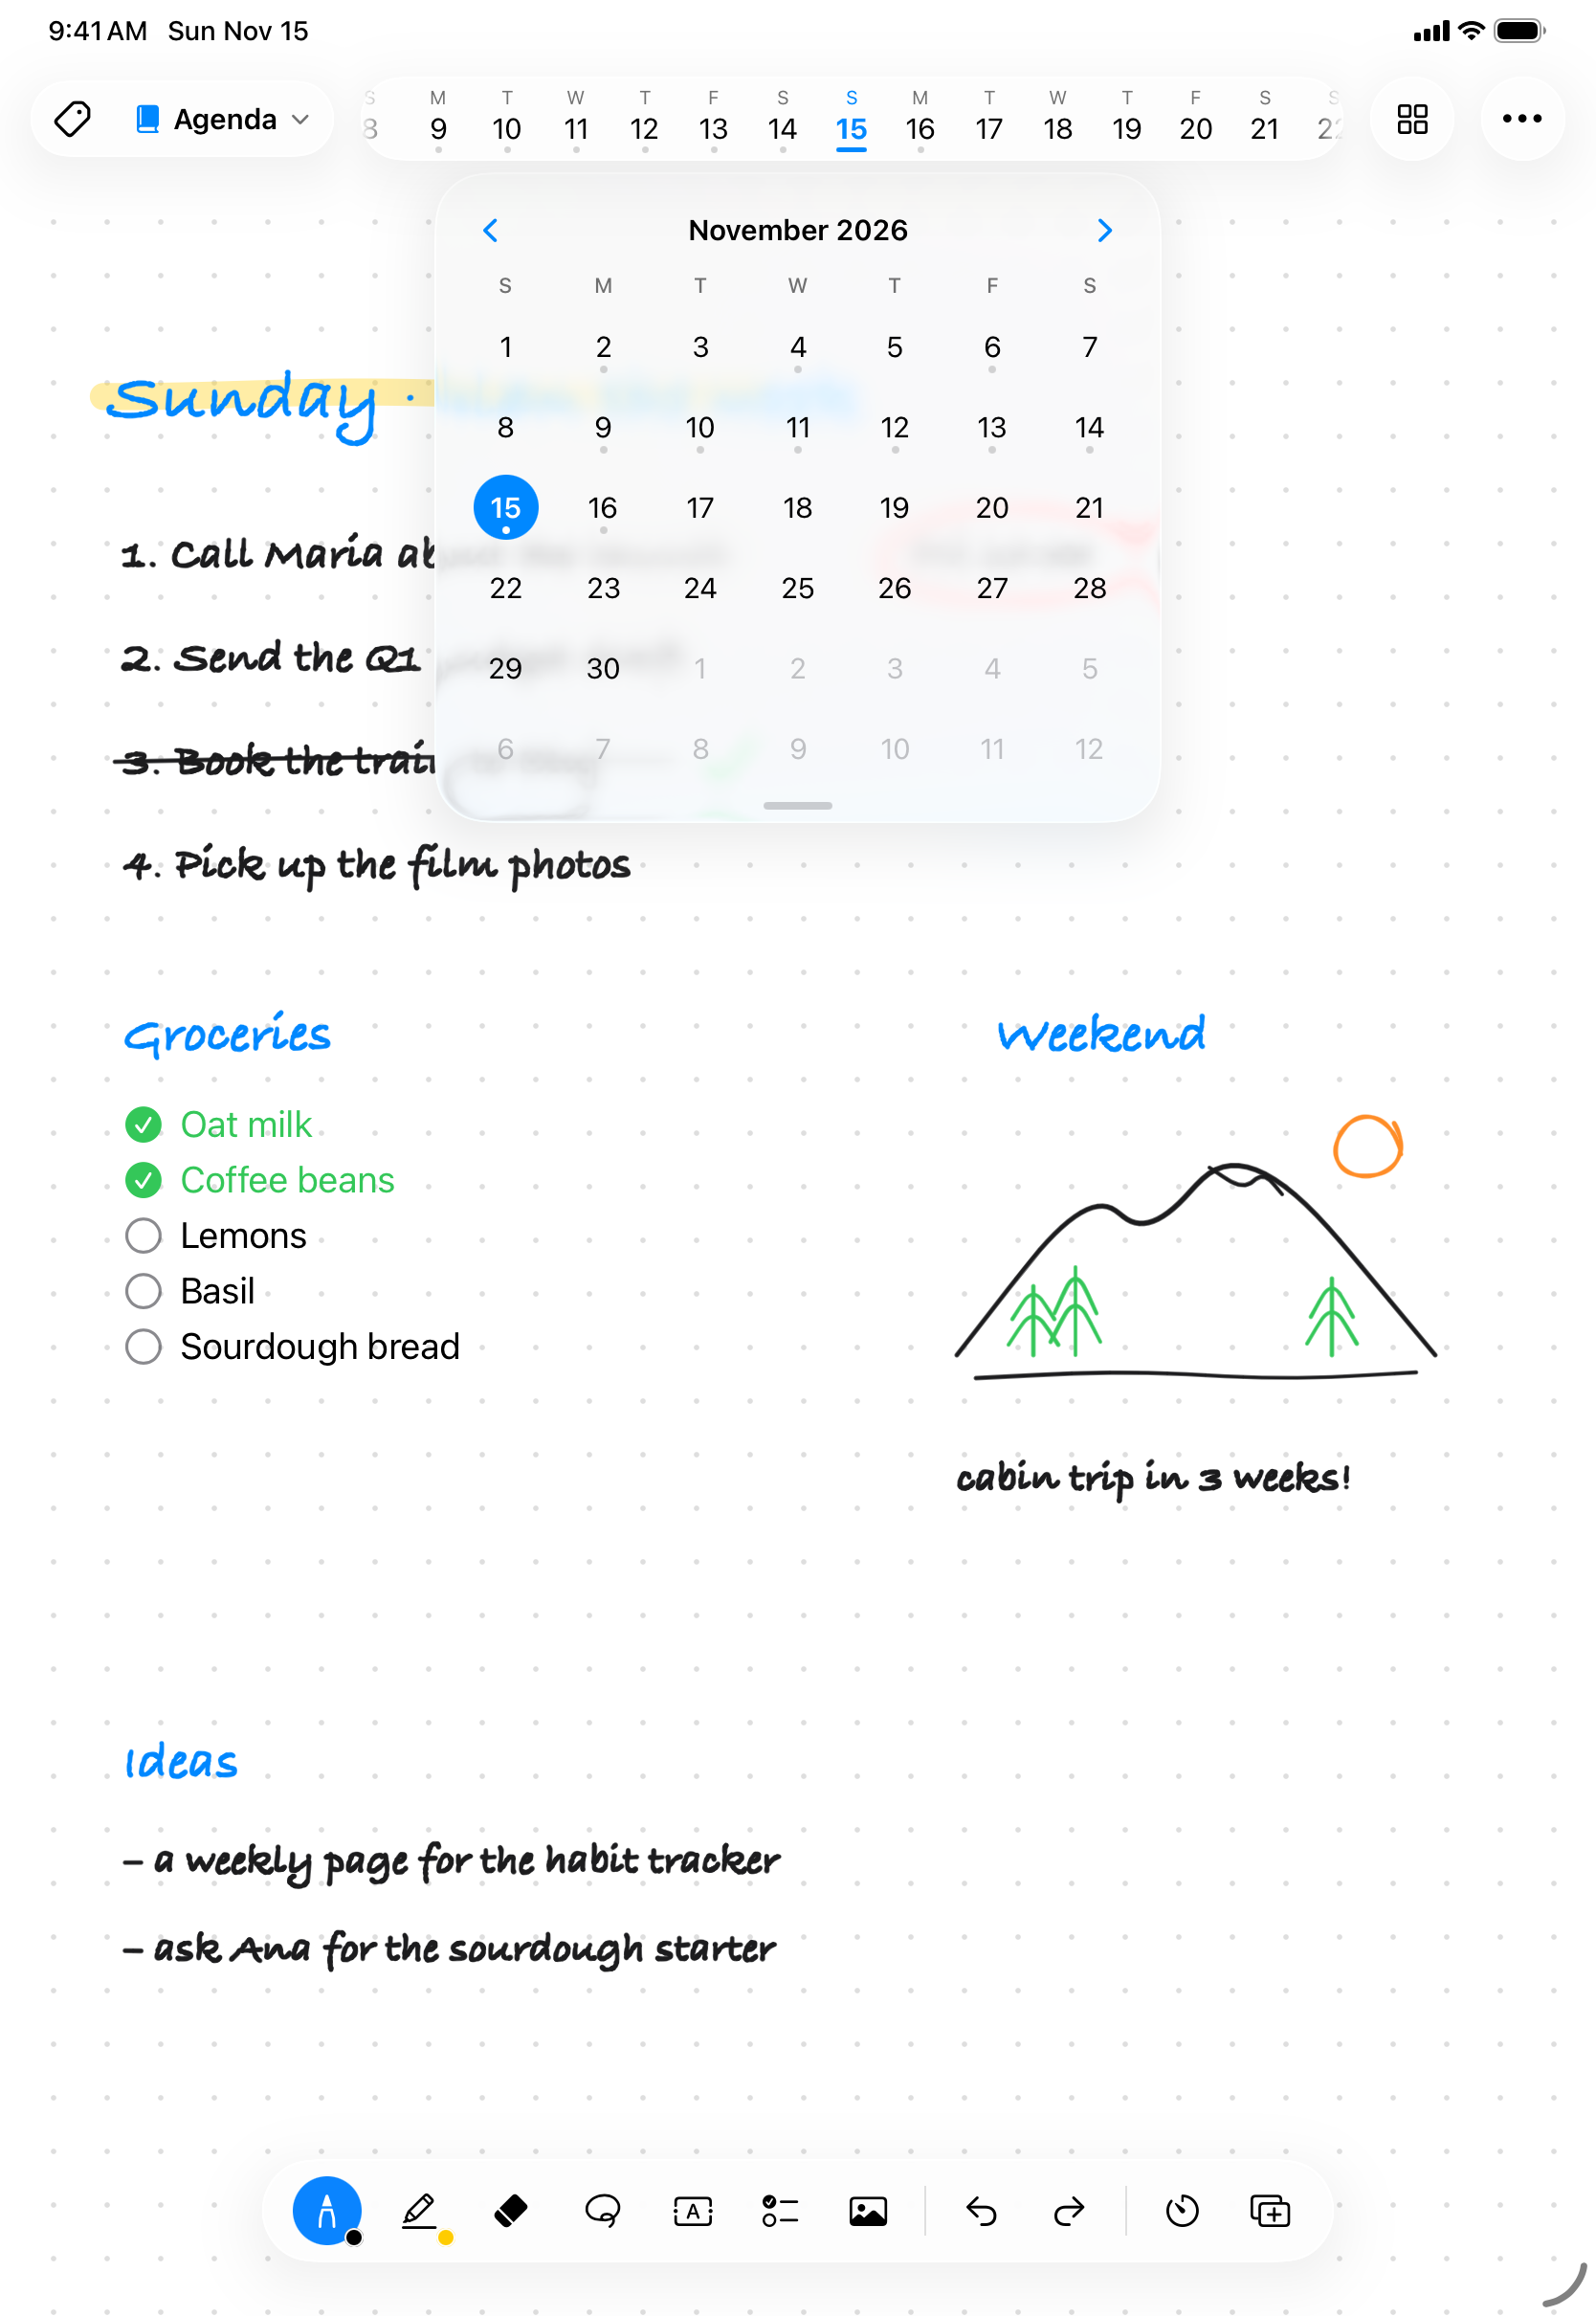 9:41 AM Sun Nov 15
Agenda
S M T W T F S S M T W T F S S
8 9 10 11 12 13 14 15 16 17 18 19 20 21 22
November 2026
S M T W T F S
1 2 3 4 5 6 7
8 9 10 11 12 13 14
15 16 17 18 19 20 21
22 23 24 25 26 27 28
29 30 1 2 3 4 5
6 7 8 9 10 11 12
Sunday ·
1. Call Maria
2. Send the Q1
3. Book the
4. Pick up the film photos
Groceries
Oat milk
Coffee beans
Lemons
Basil
Sourdough bread
Weekend
cabin trip in 3 weeks!
Ideas
– a weekly page for the habit tracker
– ask Ana for the sourdough starter
A